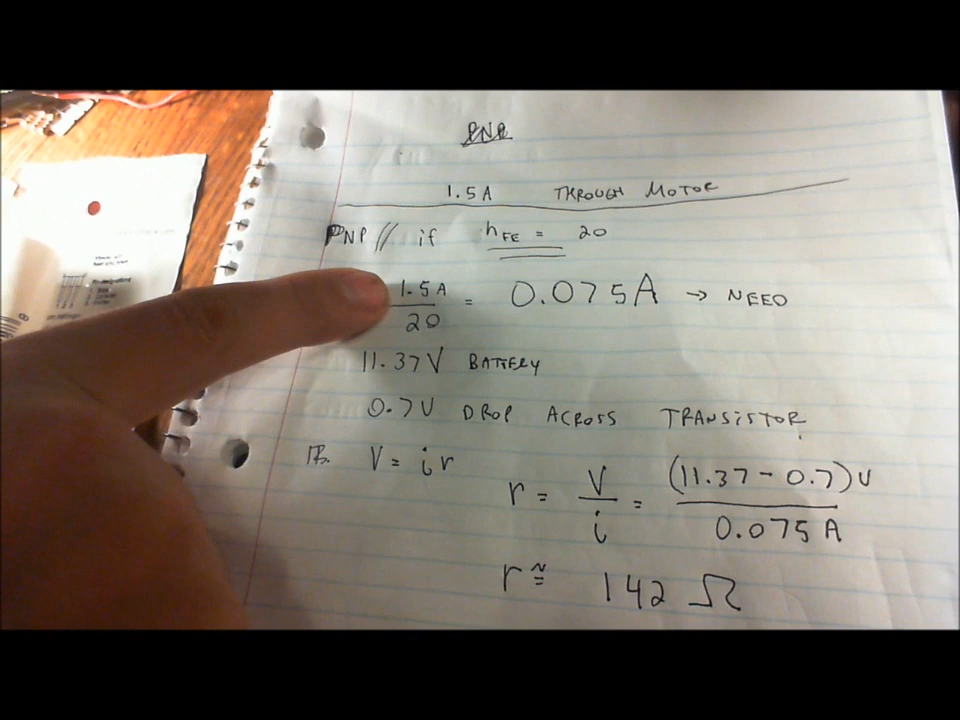 PNP
1.5A THROUGH MOTOR
PNP // if hFE = 20
1.5A / 20 = 0.075A → NEED
11.37V BATTERY
0.7V DROP ACROSS TRANSISTOR
V = ir
r = V / i = (11.37 - 0.7)V / 0.075A
r ≅ 142 Ω